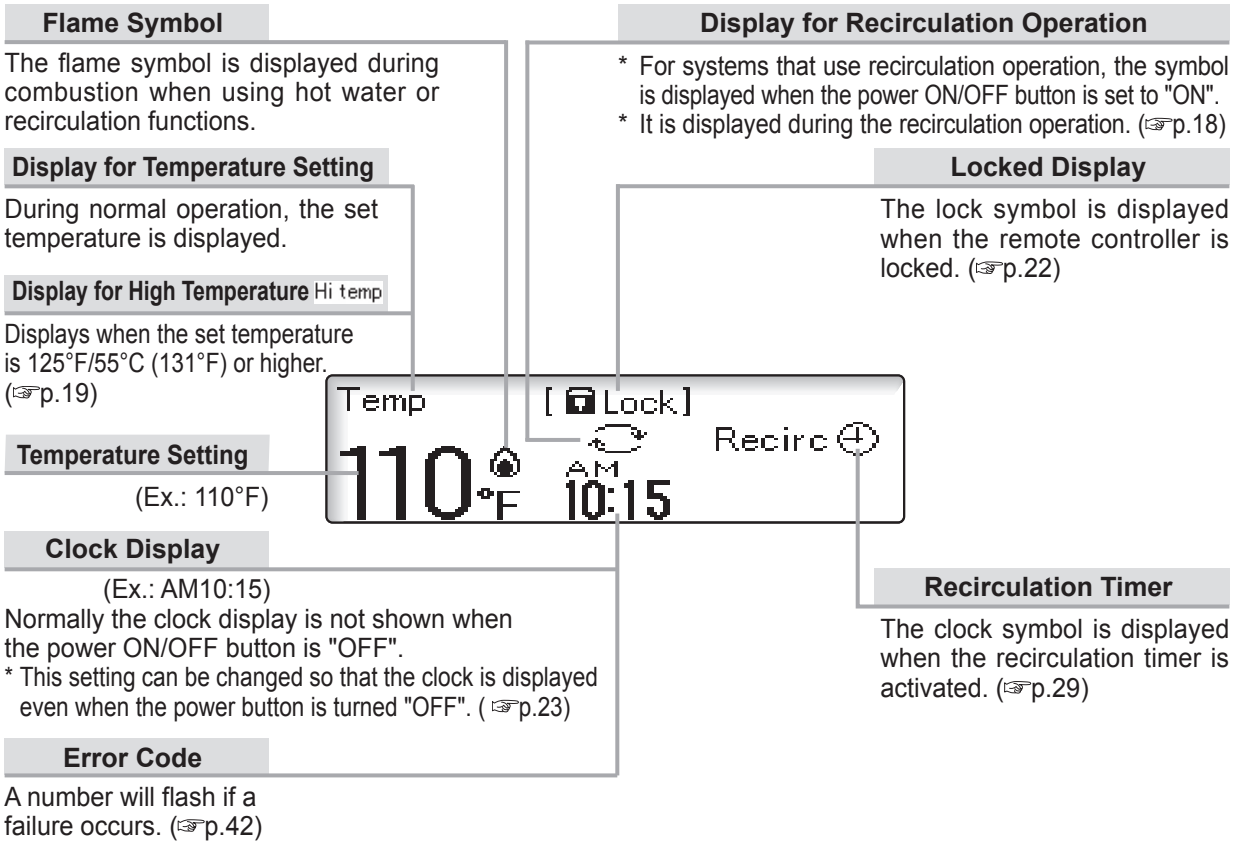 Flame Symbol
The flame symbol is displayed during
combustion when using hot water or
recirculation functions.
Display for Temperature Setting
During normal operation, the set
temperature is displayed.
Display for High Temperature Hi temp
Displays when the set temperature
is 125°F/55°C (131°F) or higher.
(☞p.19)
Temperature Setting
(Ex.: 110°F)
Clock Display
(Ex.: AM10:15)
Normally the clock display is not shown when
the power ON/OFF button is "OFF".
* This setting can be changed so that the clock is displayed
even when the power button is turned "OFF". ( ☞p.23)
Error Code
A number will flash if a
failure occurs. (☞p.42)
Display for Recirculation Operation
* For systems that use recirculation operation, the symbol
is displayed when the power ON/OFF button is set to "ON".
* It is displayed during the recirculation operation. (☞p.18)
Locked Display
The lock symbol is displayed
when the remote controller is
locked. (☞p.22)
Temp [ Lock]
Recirc
110°F AM
10:15
Recirculation Timer
The clock symbol is displayed
when the recirculation timer is
activated. (☞p.29)